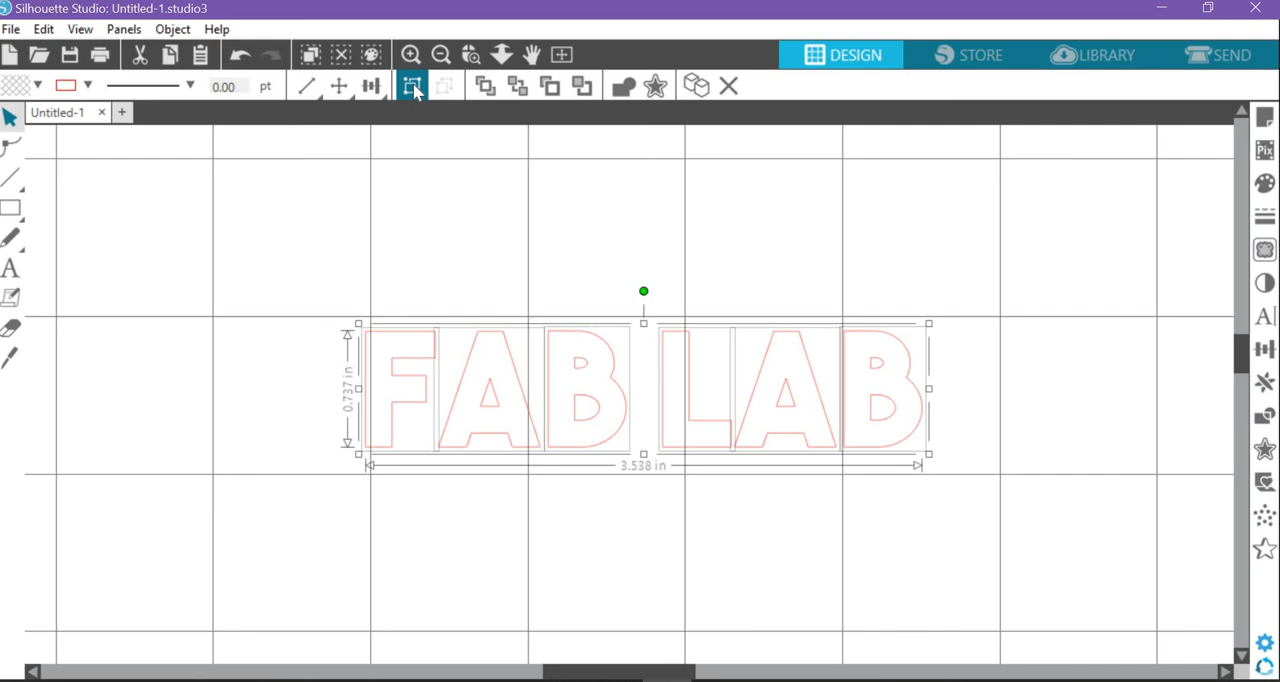 Silhouette Studio: Untitled-1.studio3
File Edit View Panels Object Help
DESIGN STORE LIBRARY SEND
0.00 pt
Untitled-1
Pix
FAB LAB
0.737 in
3.538 in